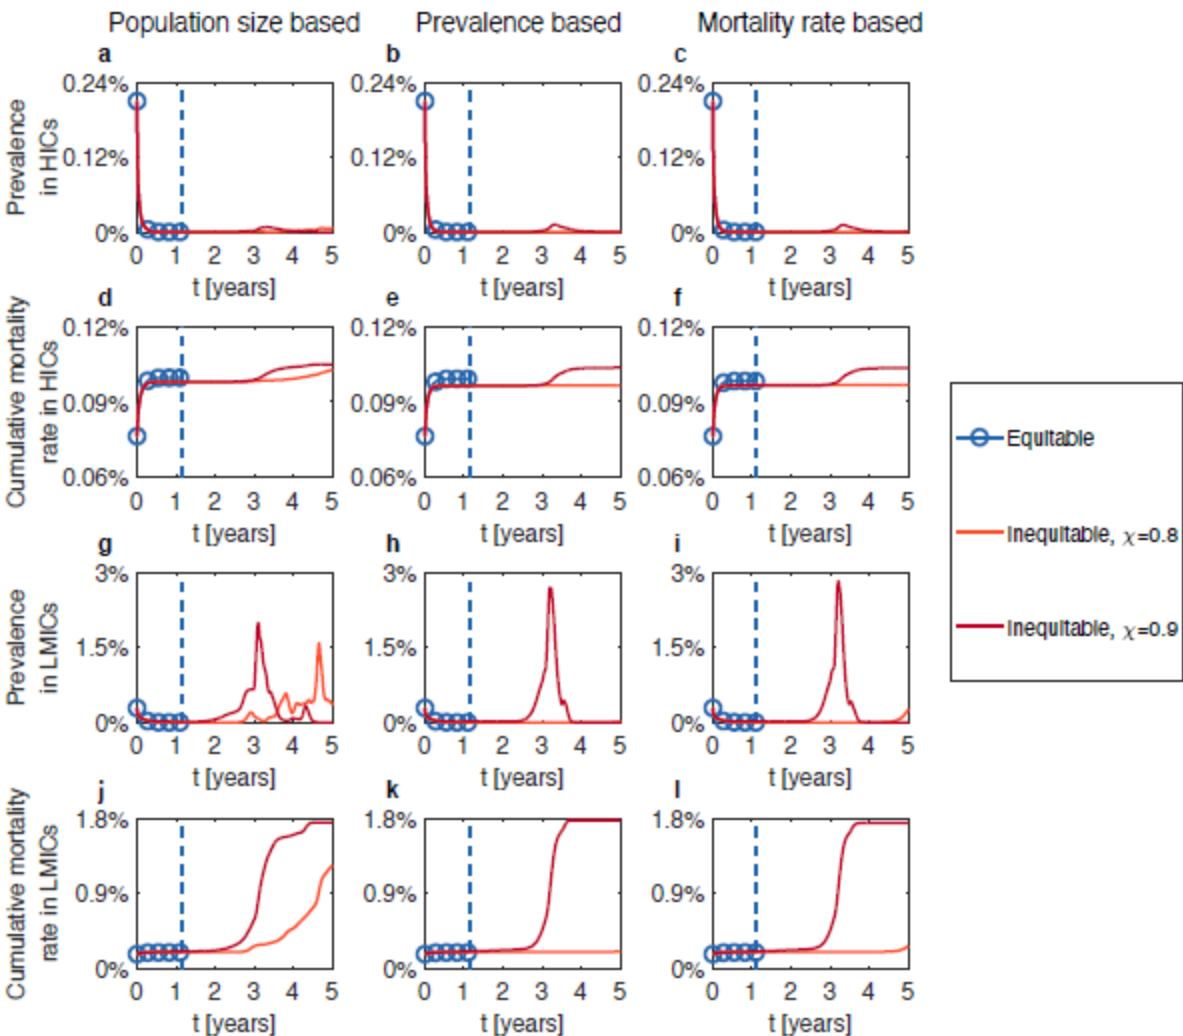 Population size based
Prevalence based
Mortality rate based
a
b
c
Prevalence
in HICs
0.24%
0.12%
0%
0 1 2 3 4 5
t [years]
0.24%
0.12%
0%
0 1 2 3 4 5
t [years]
0.24%
0.12%
0%
0 1 2 3 4 5
t [years]
d
e
f
Cumulative mortality
rate in HICs
0.12%
0.09%
0.06%
0 1 2 3 4 5
t [years]
0.12%
0.09%
0.06%
0 1 2 3 4 5
t [years]
0.12%
0.09%
0.06%
0 1 2 3 4 5
t [years]
g
h
i
Prevalence
in LMICs
3%
1.5%
0%
0 1 2 3 4 5
t [years]
3%
1.5%
0%
0 1 2 3 4 5
t [years]
3%
1.5%
0%
0 1 2 3 4 5
t [years]
j
k
l
Cumulative mortality
rate in LMICs
1.8%
0.9%
0%
0 1 2 3 4 5
t [years]
1.8%
0.9%
0%
0 1 2 3 4 5
t [years]
1.8%
0.9%
0%
0 1 2 3 4 5
t [years]
Equitable
Inequitable, χ=0.8
Inequitable, χ=0.9